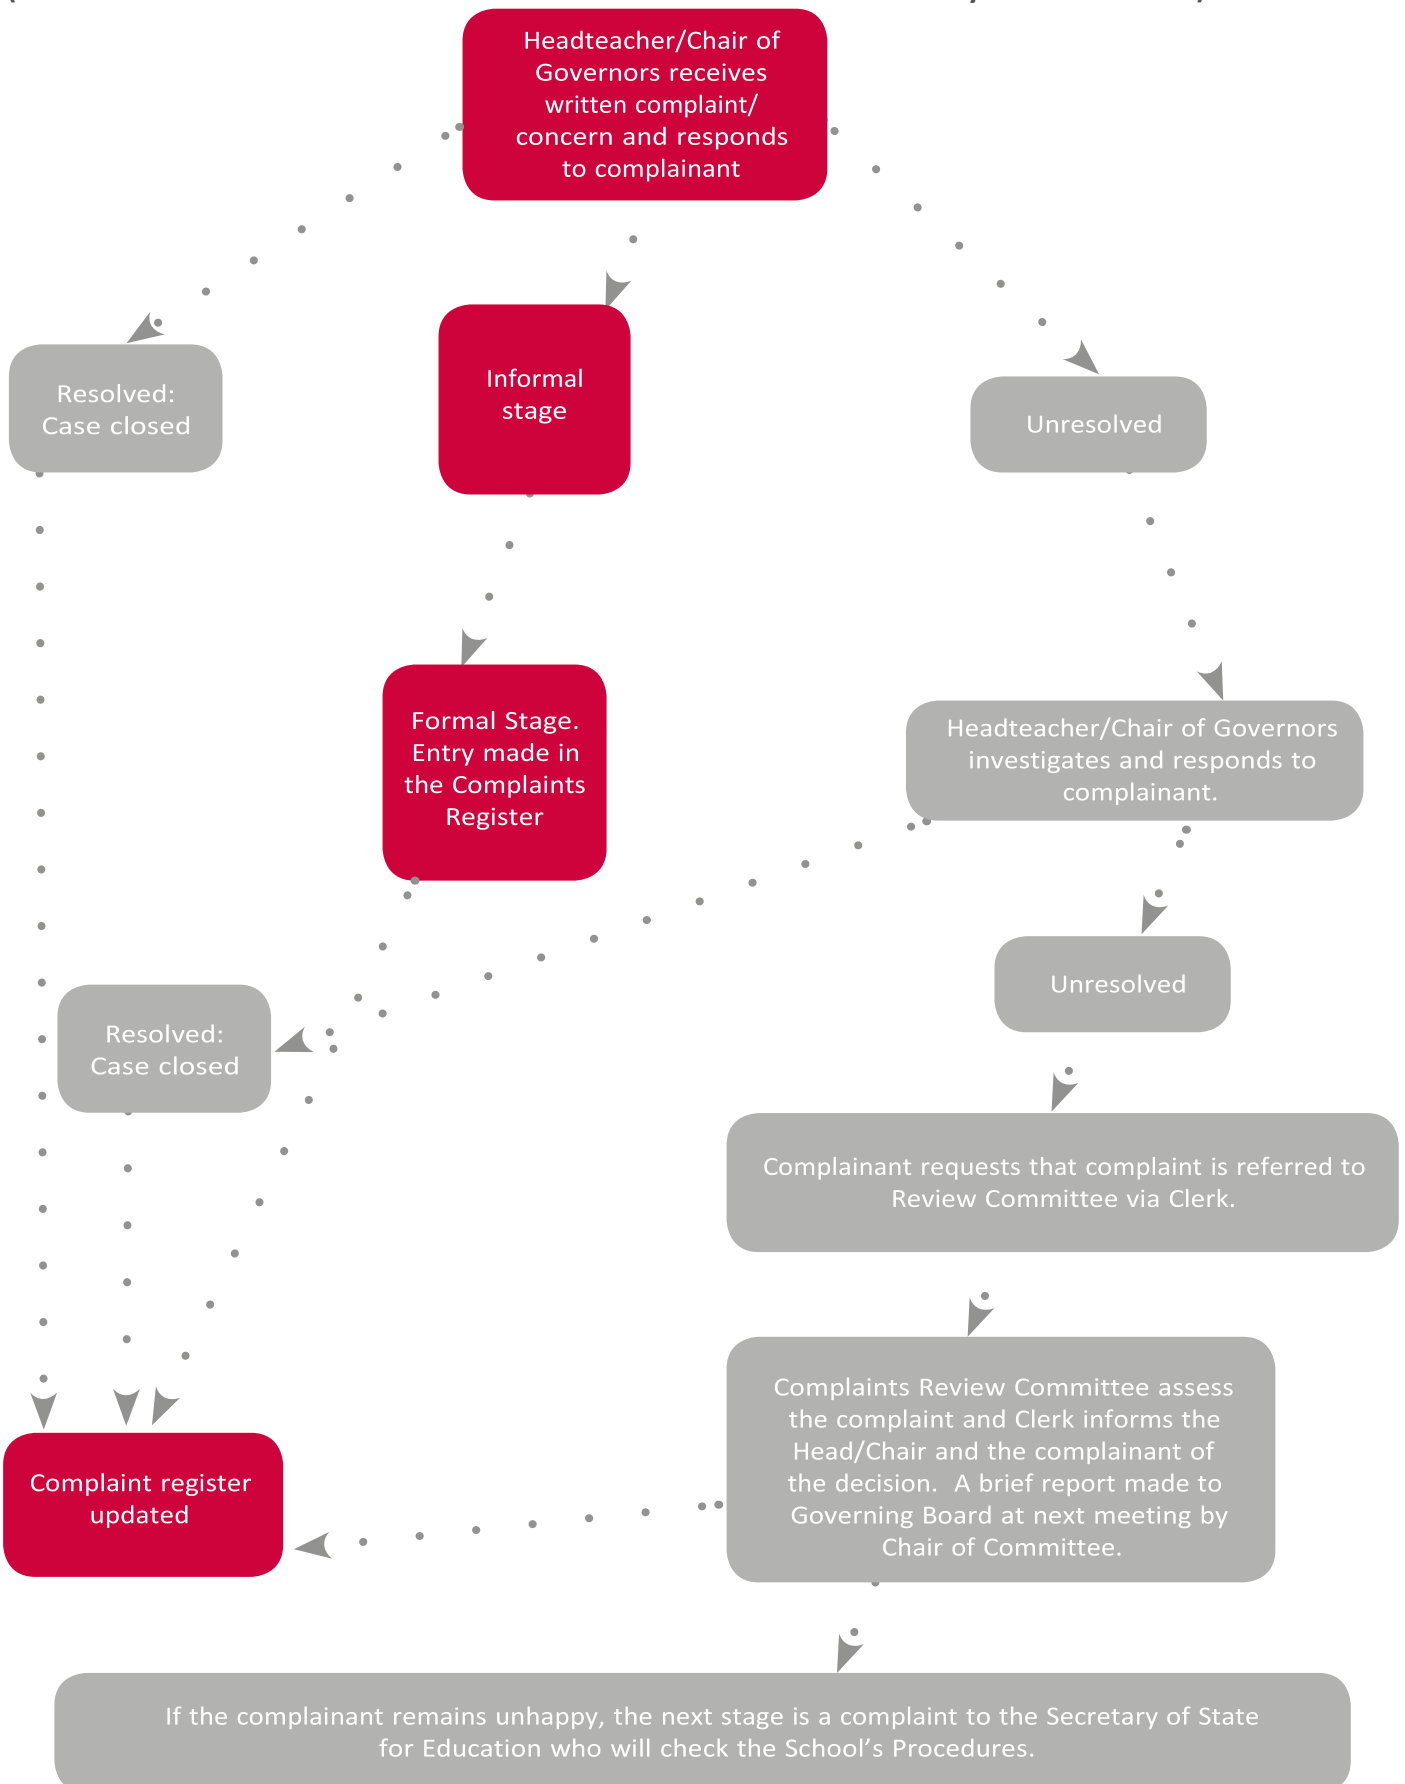 Headteacher/Chair of
Governors receives
written complaint/
concern and responds
to complainant
Resolved:
Case closed
Informal
stage
Unresolved
Formal Stage.
Entry made in
the Complaints
Register
Headteacher/Chair of Governors
investigates and responds to
complainant.
Unresolved
Resolved:
Case closed
Complainant requests that complaint is referred to
Review Committee via Clerk.
Complaints Review Committee assess
the complaint and Clerk informs the
Head/Chair and the complainant of
the decision.  A brief report made to
Governing Board at next meeting by
Chair of Committee.
Complaint register
updated
If the complainant remains unhappy, the next stage is a complaint to the Secretary of State
for Education who will check the School’s Procedures.